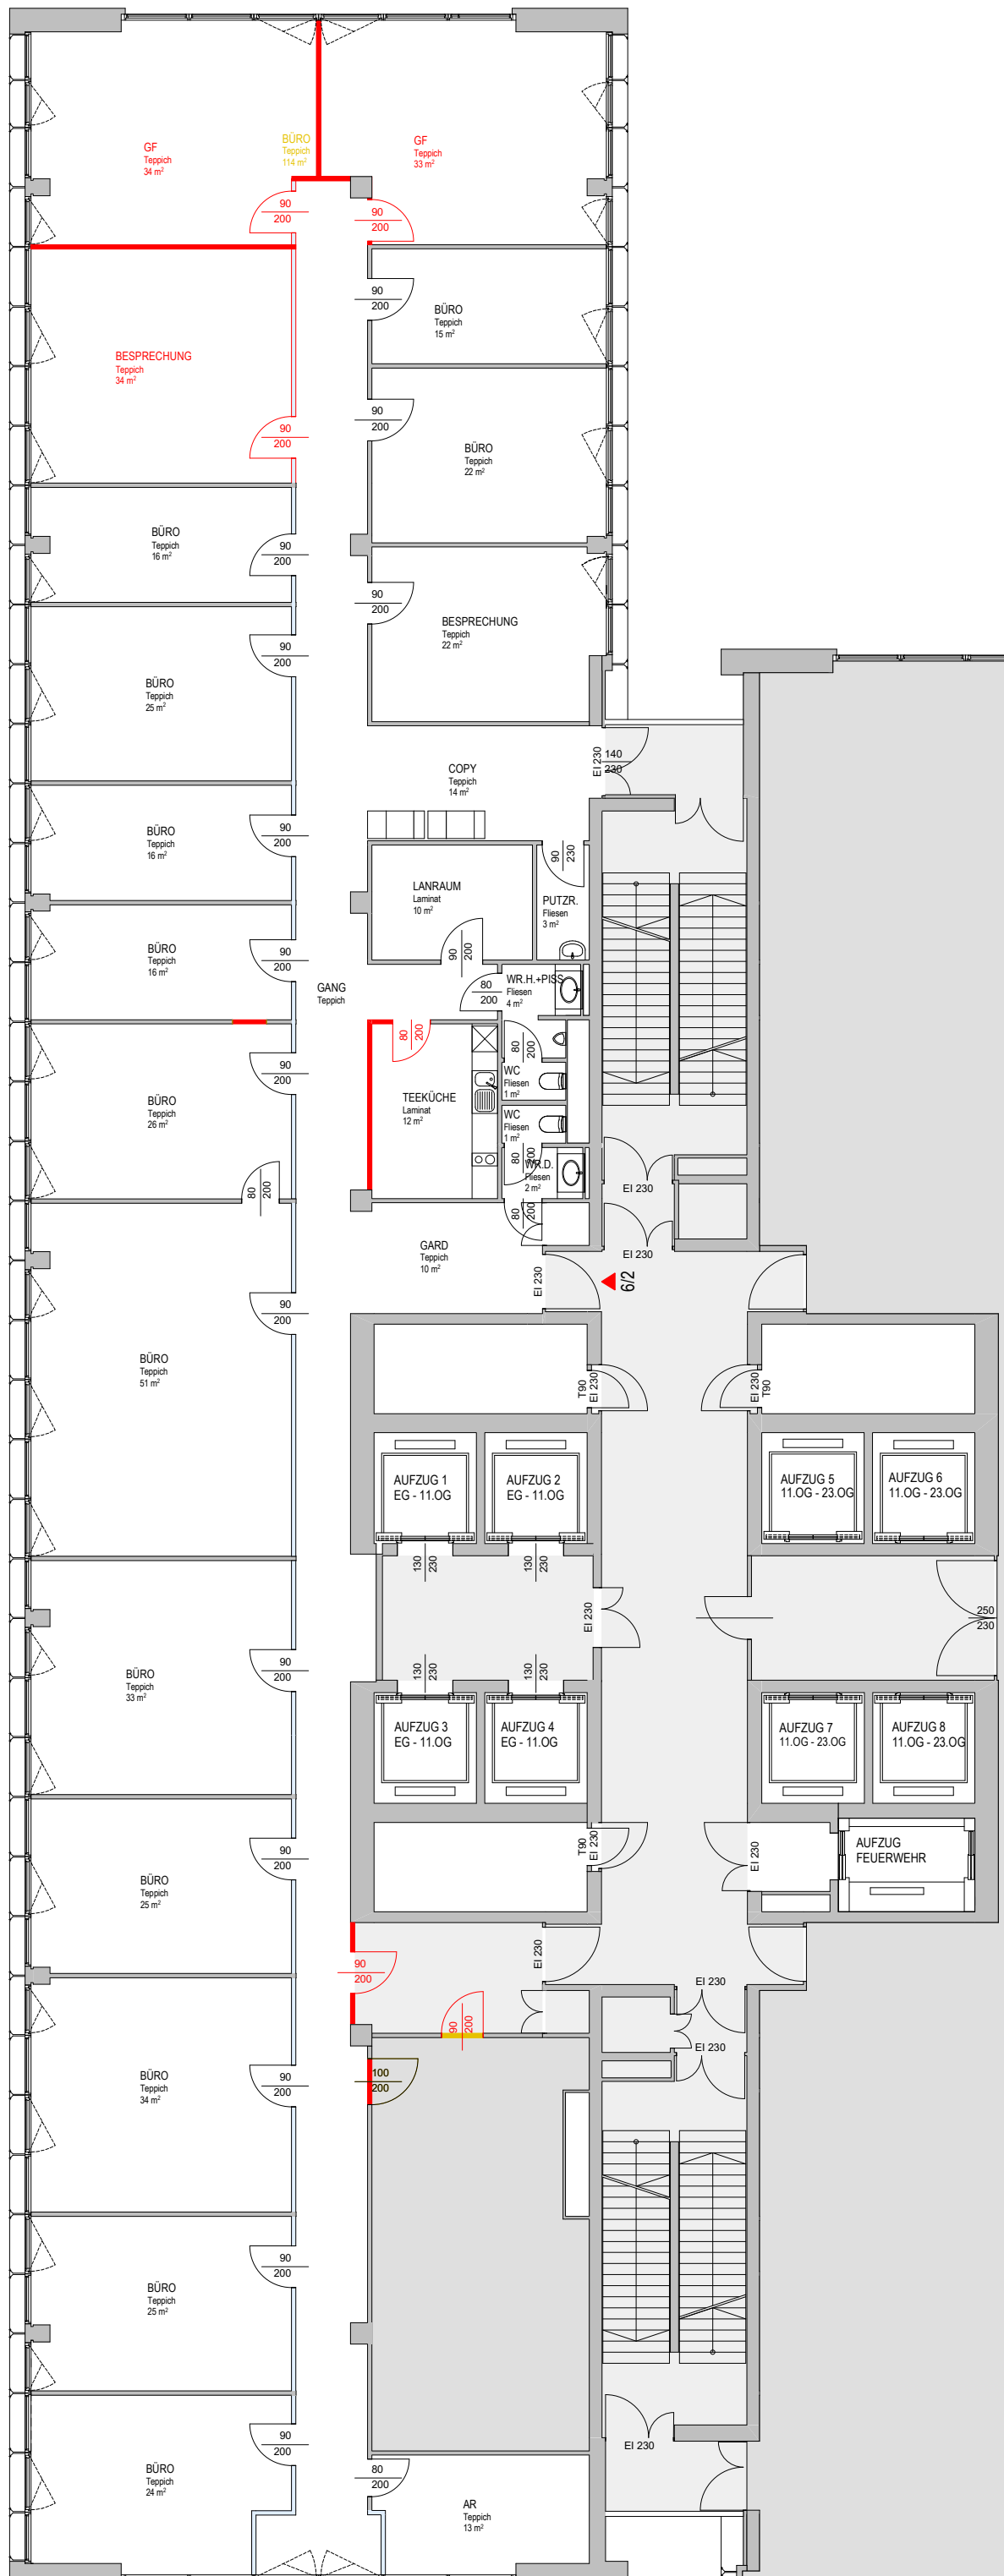 GF
Teppich
34 m²
BÜRO
Teppich
114 m²
GF
Teppich
33 m²
90
200
90
200
90
200
BÜRO
Teppich
15 m²
BESPRECHUNG
Teppich
34 m²
90
200
90
200
BÜRO
Teppich
22 m²
BÜRO
Teppich
16 m²
90
200
90
200
BESPRECHUNG
Teppich
22 m²
90
200
BÜRO
Teppich
25 m²
EI 230
140
230
COPY
Teppich
14 m²
BÜRO
Teppich
16 m²
90
200
90
230
LANRAUM
Laminat
10 m²
PUTZR.
Fliesen
3 m²
BÜRO
Teppich
16 m²
90
200
90
200
GANG
Teppich
80
200
WR.H.+PISS
Fliesen
4 m²
80
200
80
200
WC
Fliesen
1 m²
BÜRO
Teppich
26 m²
90
200
TEEKÜCHE
Laminat
12 m²
WC
Fliesen
1 m²
80
200
WR.D.
Fliesen
2 m²
80
200
80
200
EI 230
EI 230
GARD
Teppich
10 m²
EI 230
6/2
90
200
BÜRO
Teppich
51 m²
T90
EI 230
EI 230
T90
AUFZUG 1
EG - 11.OG
AUFZUG 2
EG - 11.OG
AUFZUG 5
11.OG - 23.OG
AUFZUG 6
11.OG - 23.OG
130
230
130
230
EI 230
250
230
BÜRO
Teppich
33 m²
90
200
130
230
130
230
AUFZUG 3
EG - 11.OG
AUFZUG 4
EG - 11.OG
AUFZUG 7
11.OG - 23.OG
AUFZUG 8
11.OG - 23.OG
T90
EI 230
EI 230
AUFZUG
FEUERWEHR
BÜRO
Teppich
25 m²
90
200
90
200
EI 230
EI 230
90
200
EI 230
BÜRO
Teppich
34 m²
90
200
100
200
BÜRO
Teppich
25 m²
90
200
EI 230
BÜRO
Teppich
24 m²
90
200
80
200
AR
Teppich
13 m²